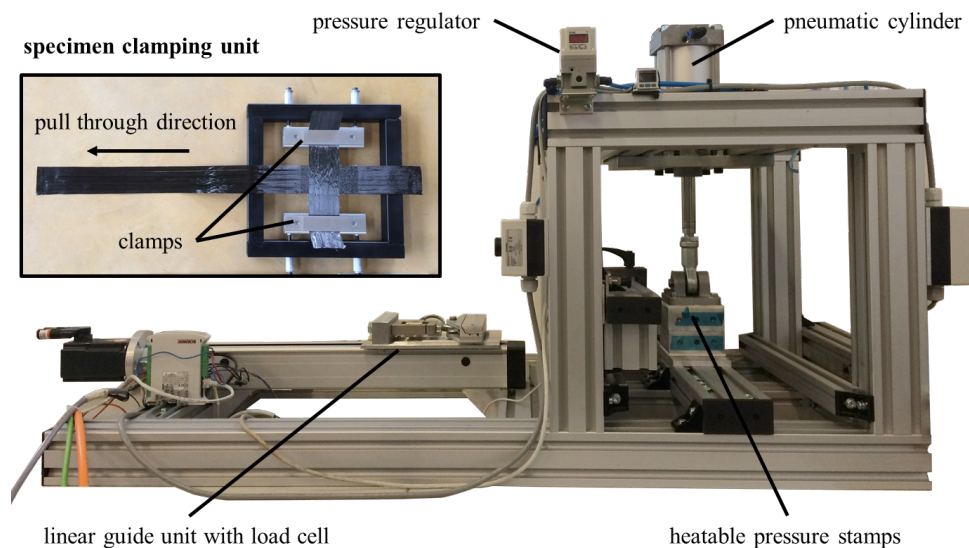 pressure regulator
pneumatic cylinder
specimen clamping unit
pull through direction
clamps
linear guide unit with load cell
heatable pressure stamps